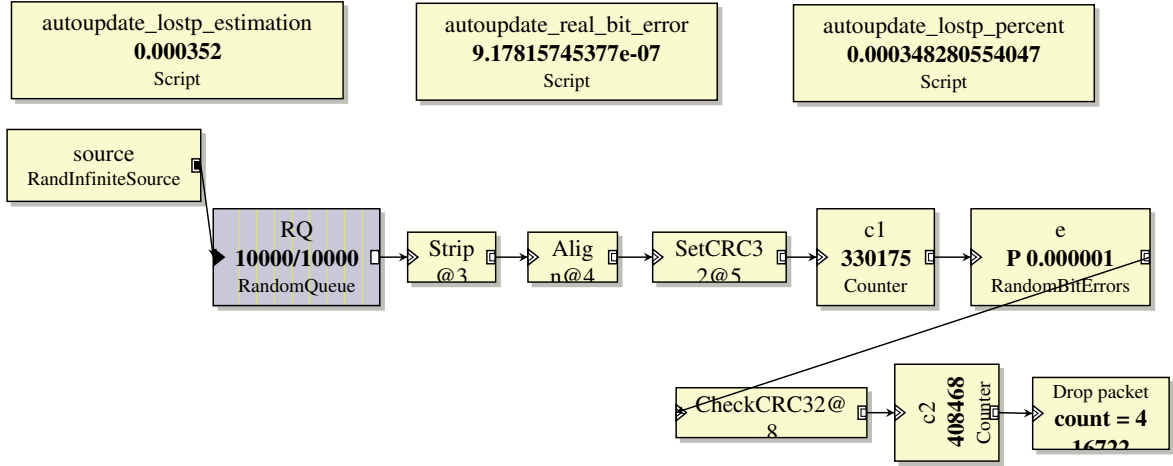 autoupdate_lostp_estimation
0.000352
Script
autoupdate_real_bit_error
9.17815745377e-07
Script
autoupdate_lostp_percent
0.000348280554047
Script
source
RandInfiniteSource
RQ
10000/10000
RandomQueue
Strip
@3
Alig
n@4
SetCRC3
2@5
c1
330175
Counter
e
P 0.000001
RandomBitErrors
CheckCRC32@
8
c2
408468
Counter
Drop packet
count = 4
16722